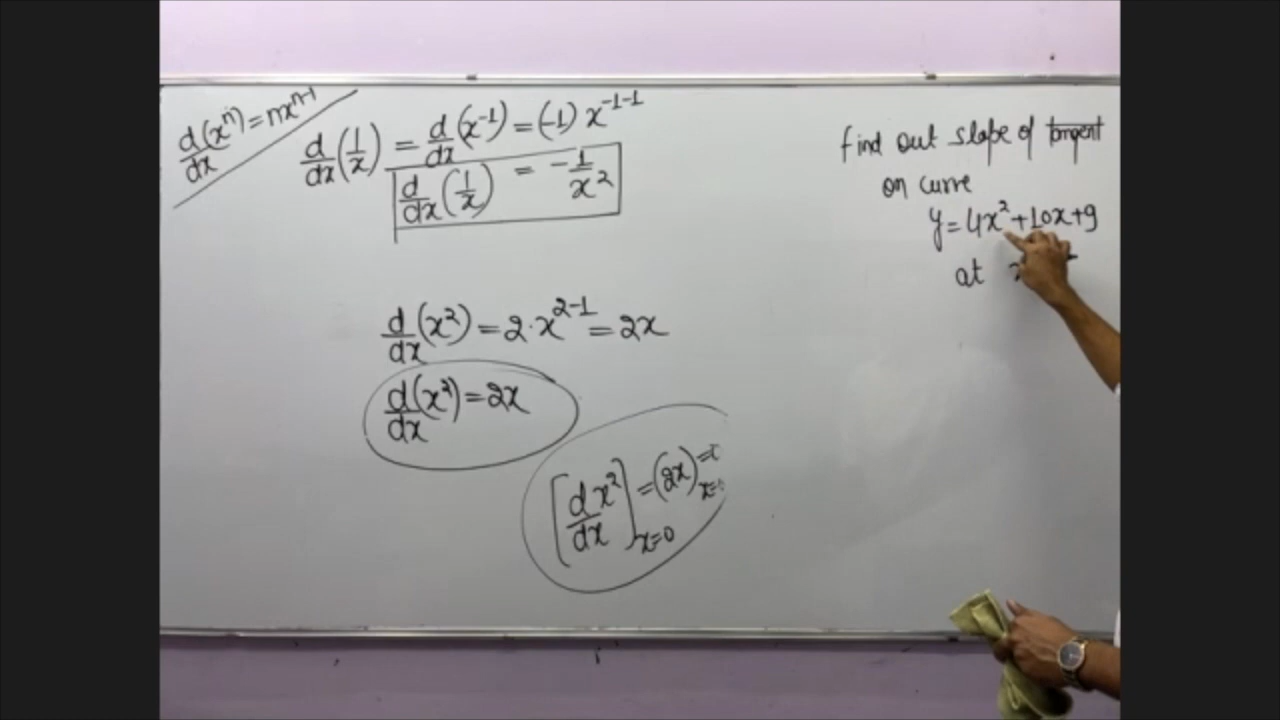 d/dx (xⁿ) = nxⁿ⁻¹
d/dx (1/x) = d/dx (x⁻¹) = (-1) x⁻¹⁻¹
d/dx (1/x) = -1/x²
d/dx (x²) = 2·x²⁻¹ = 2x
d/dx (x²) = 2x
[d/dx x²]ₓ₌₀ = (2x)ₓ₌
find out slope of tangent
on curve
y = 4x² + 10x + 9
at